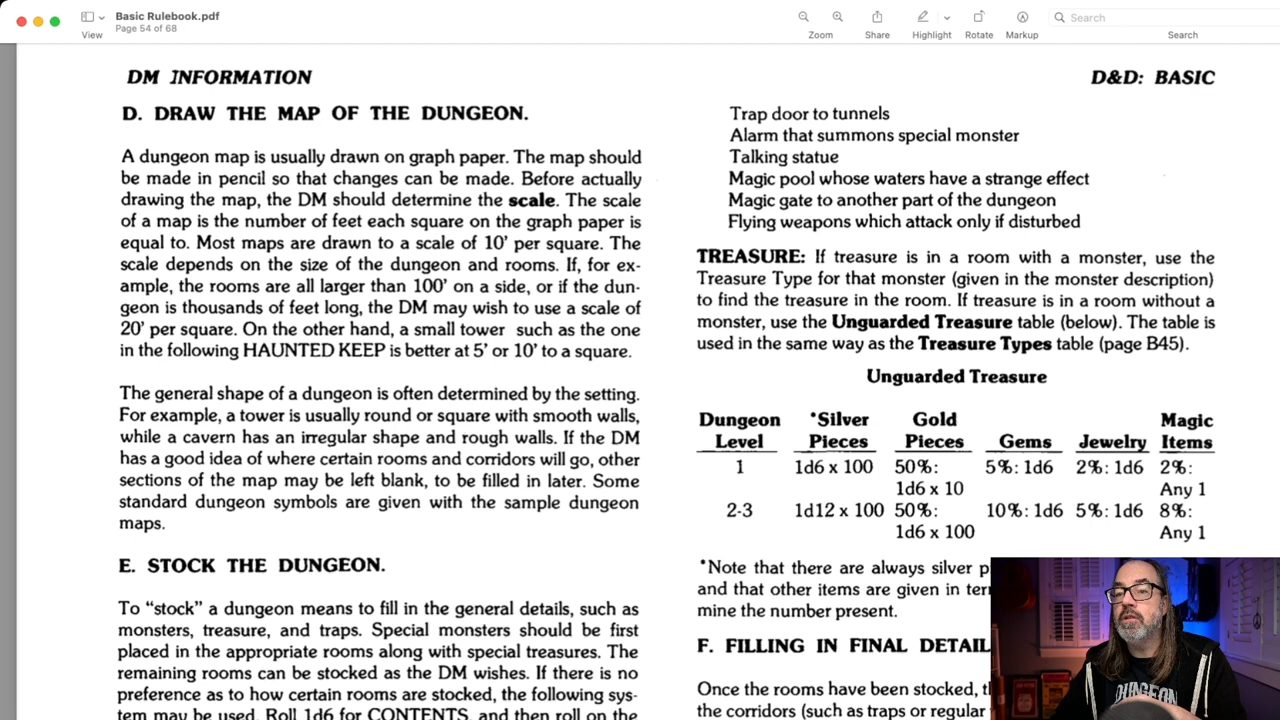 Basic Rulebook.pdf
Page 54 of 68
View
Zoom
Share
Highlight
Rotate
Markup
Search
Search
DM INFORMATION
D&D: BASIC
D. DRAW THE MAP OF THE DUNGEON.
A dungeon map is usually drawn on graph paper. The map should
be made in pencil so that changes can be made. Before actually
drawing the map, the DM should determine the scale. The scale
of a map is the number of feet each square on the graph paper is
equal to. Most maps are drawn to a scale of 10' per square. The
scale depends on the size of the dungeon and rooms. If, for ex-
ample, the rooms are all larger than 100' on a side, or if the dun-
geon is thousands of feet long, the DM may wish to use a scale of
20' per square. On the other hand, a small tower such as the one
in the following HAUNTED KEEP is better at 5' or 10' to a square.
The general shape of a dungeon is often determined by the setting.
For example, a tower is usually round or square with smooth walls,
while a cavern has an irregular shape and rough walls. If the DM
has a good idea of where certain rooms and corridors will go, other
sections of the map may be left blank, to be filled in later. Some
standard dungeon symbols are given with the sample dungeon
maps.
E. STOCK THE DUNGEON.
To “stock” a dungeon means to fill in the general details, such as
monsters, treasure, and traps. Special monsters should be first
placed in the appropriate rooms along with special treasures. The
remaining rooms can be stocked as the DM wishes. If there is no
preference as to how certain rooms are stocked, the following sys-
tem may be used. Roll 1d6 for CONTENTS, and then roll on the
Trap door to tunnels
Alarm that summons special monster
Talking statue
Magic pool whose waters have a strange effect
Magic gate to another part of the dungeon
Flying weapons which attack only if disturbed
TREASURE: If treasure is in a room with a monster, use the
Treasure Type for that monster (given in the monster description)
to find the treasure in the room. If treasure is in a room without a
monster, use the Unguarded Treasure table (below). The table is
used in the same way as the Treasure Types table (page B45).
Unguarded Treasure
Dungeon *Silver Gold Magic
Level Pieces Pieces Gems Jewelry Items
1 1d6 x 100 50%: 5%: 1d6 2%: 1d6 2%:
1d6 x 10 Any 1
2-3 1d12 x 100 50%: 10%: 1d6 5%: 1d6 8%:
1d6 x 100 Any 1
*Note that there are always silver p
and that other items are given in ter
mine the number present.
F. FILLING IN FINAL DETAIL
Once the rooms have been stocked, t
the corridors (such as traps or regular
DUNGEON